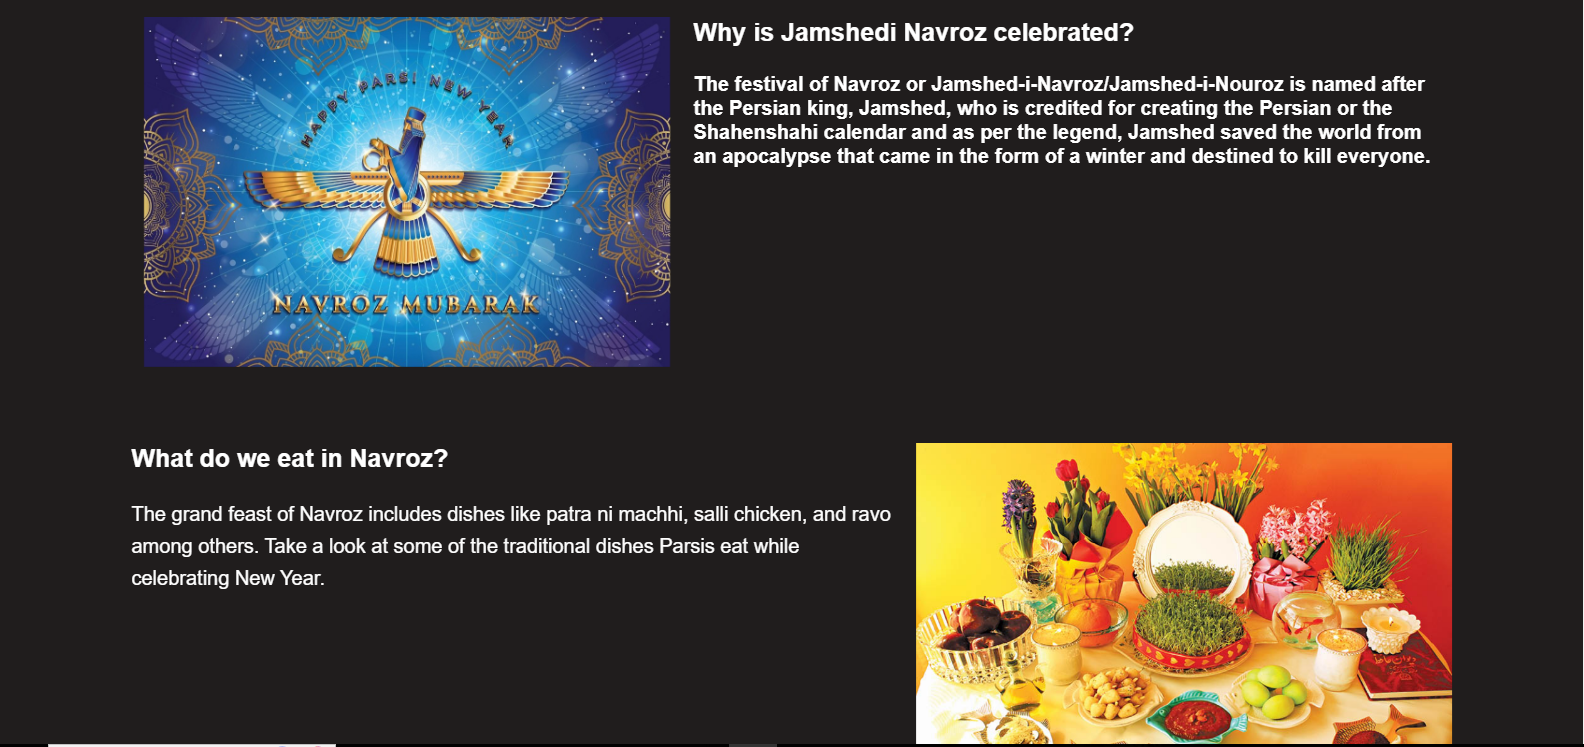 HAPPY PARSI NEW YEAR
NAVROZ MUBARAK
Why is Jamshedi Navroz celebrated?
The festival of Navroz or Jamshed-i-Navroz/Jamshed-i-Nouroz is named after
the Persian king, Jamshed, who is credited for creating the Persian or the
Shahenshahi calendar and as per the legend, Jamshed saved the world from
an apocalypse that came in the form of a winter and destined to kill everyone.
What do we eat in Navroz?
The grand feast of Navroz includes dishes like patra ni machhi, salli chicken, and ravo
among others. Take a look at some of the traditional dishes Parsis eat while
celebrating New Year.